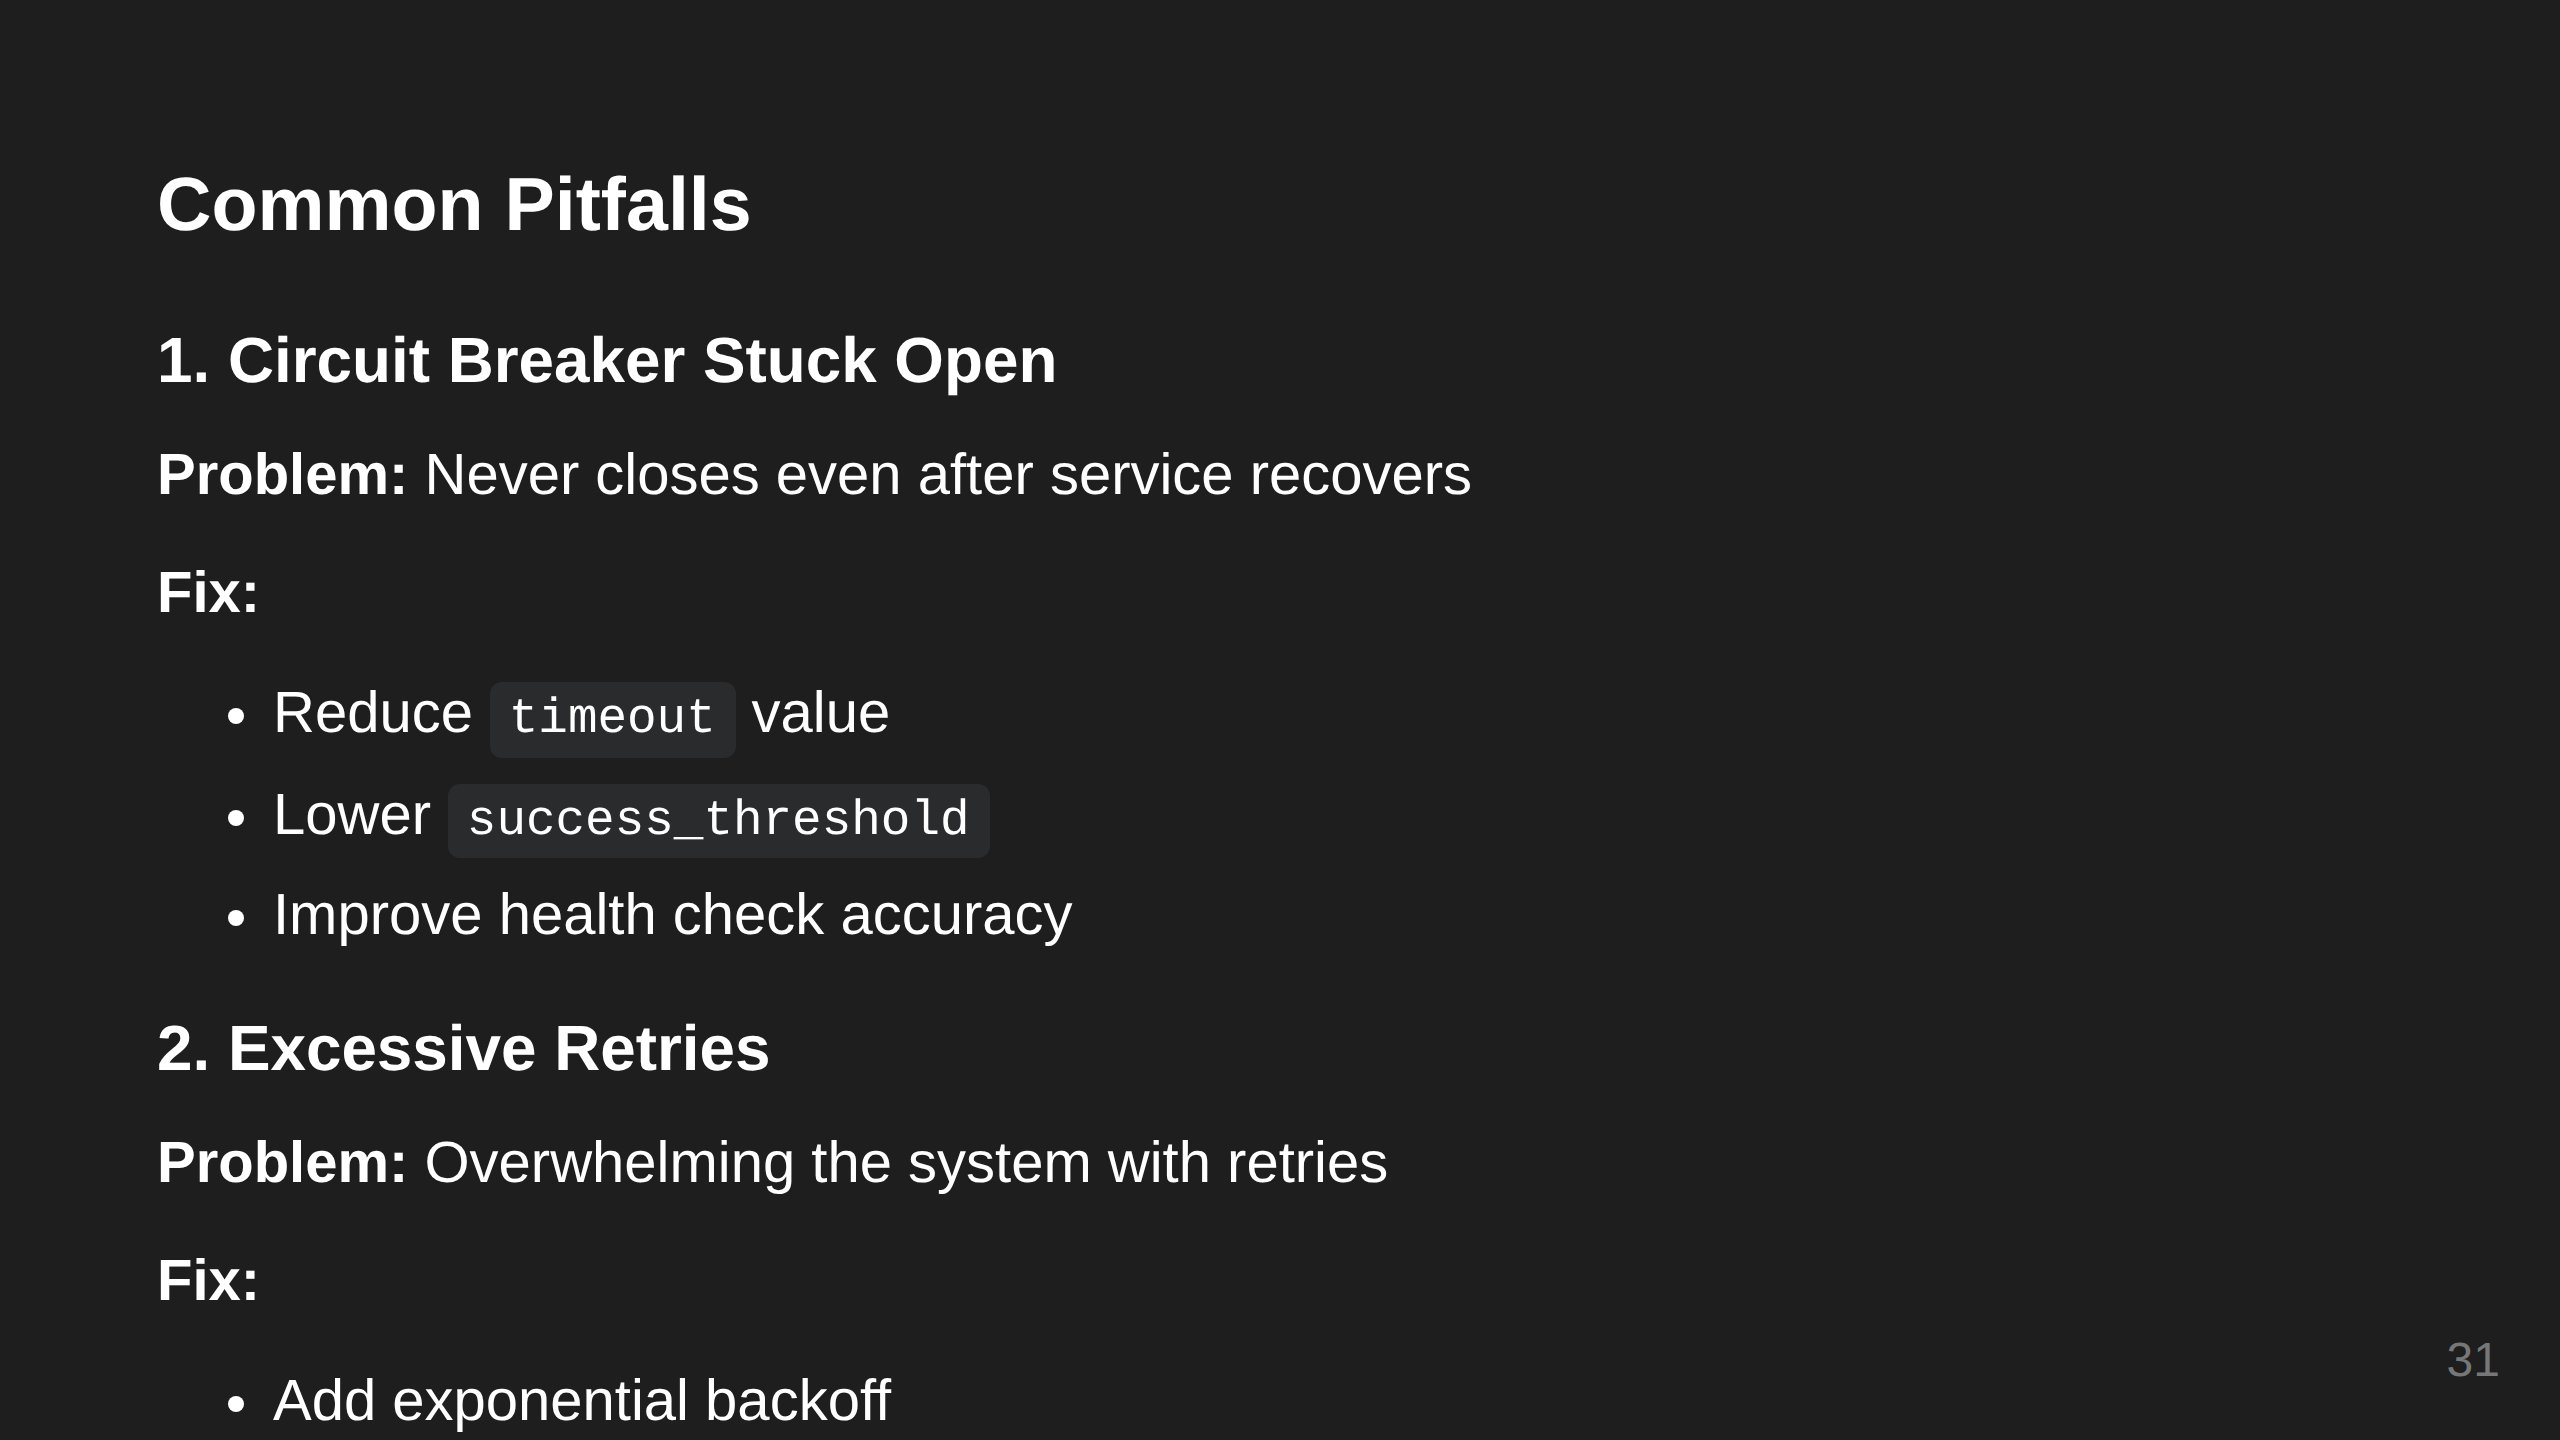 Common Pitfalls
1. Circuit Breaker Stuck Open
Problem: Never closes even after service recovers
Fix:
• Reduce timeout value
• Lower success_threshold
• Improve health check accuracy
2. Excessive Retries
Problem: Overwhelming the system with retries
Fix:
• Add exponential backoff
31